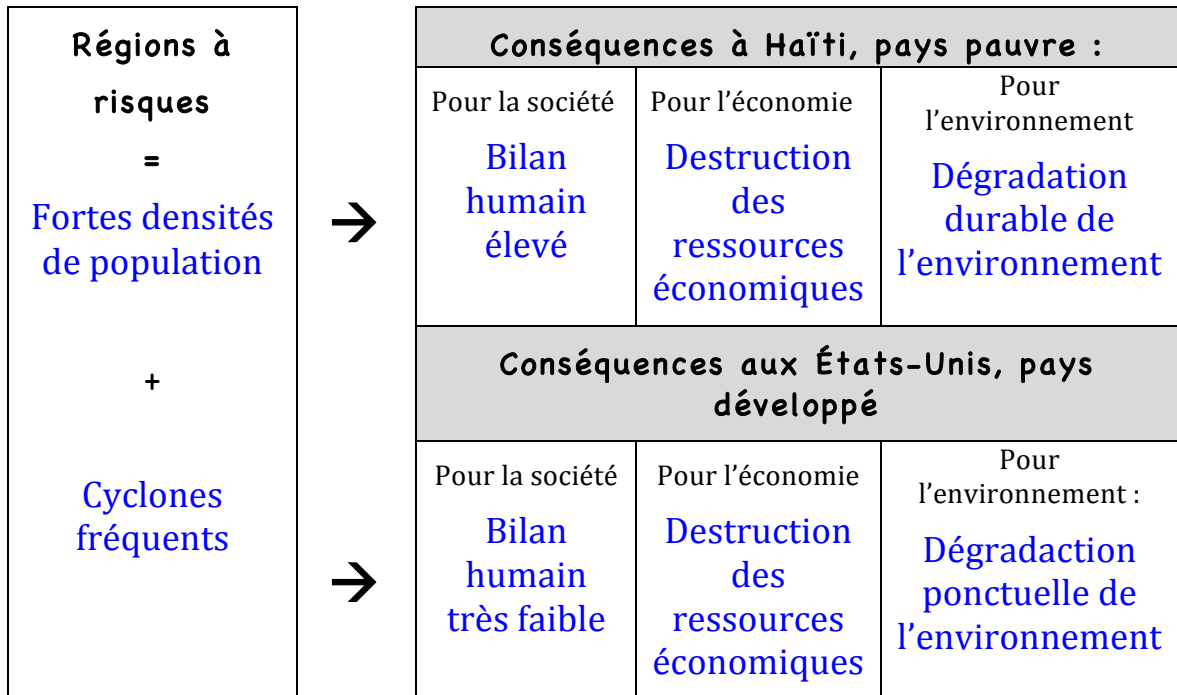 Régions à
risques
=
Fortes densités
de population
+
Cyclones
fréquents
→
Conséquences à Haïti, pays pauvre :
Pour la société
Bilan
humain
élevé
Pour l'économie
Destruction
des
ressources
économiques
Pour
l'environnement
Dégradation
durable de
l'environnement
→
Conséquences aux États-Unis, pays
développé
Pour la société
Bilan
humain
très faible
Pour l'économie
Destruction
des
ressources
économiques
Pour
l'environnement :
Dégradaction
ponctuelle de
l'environnement